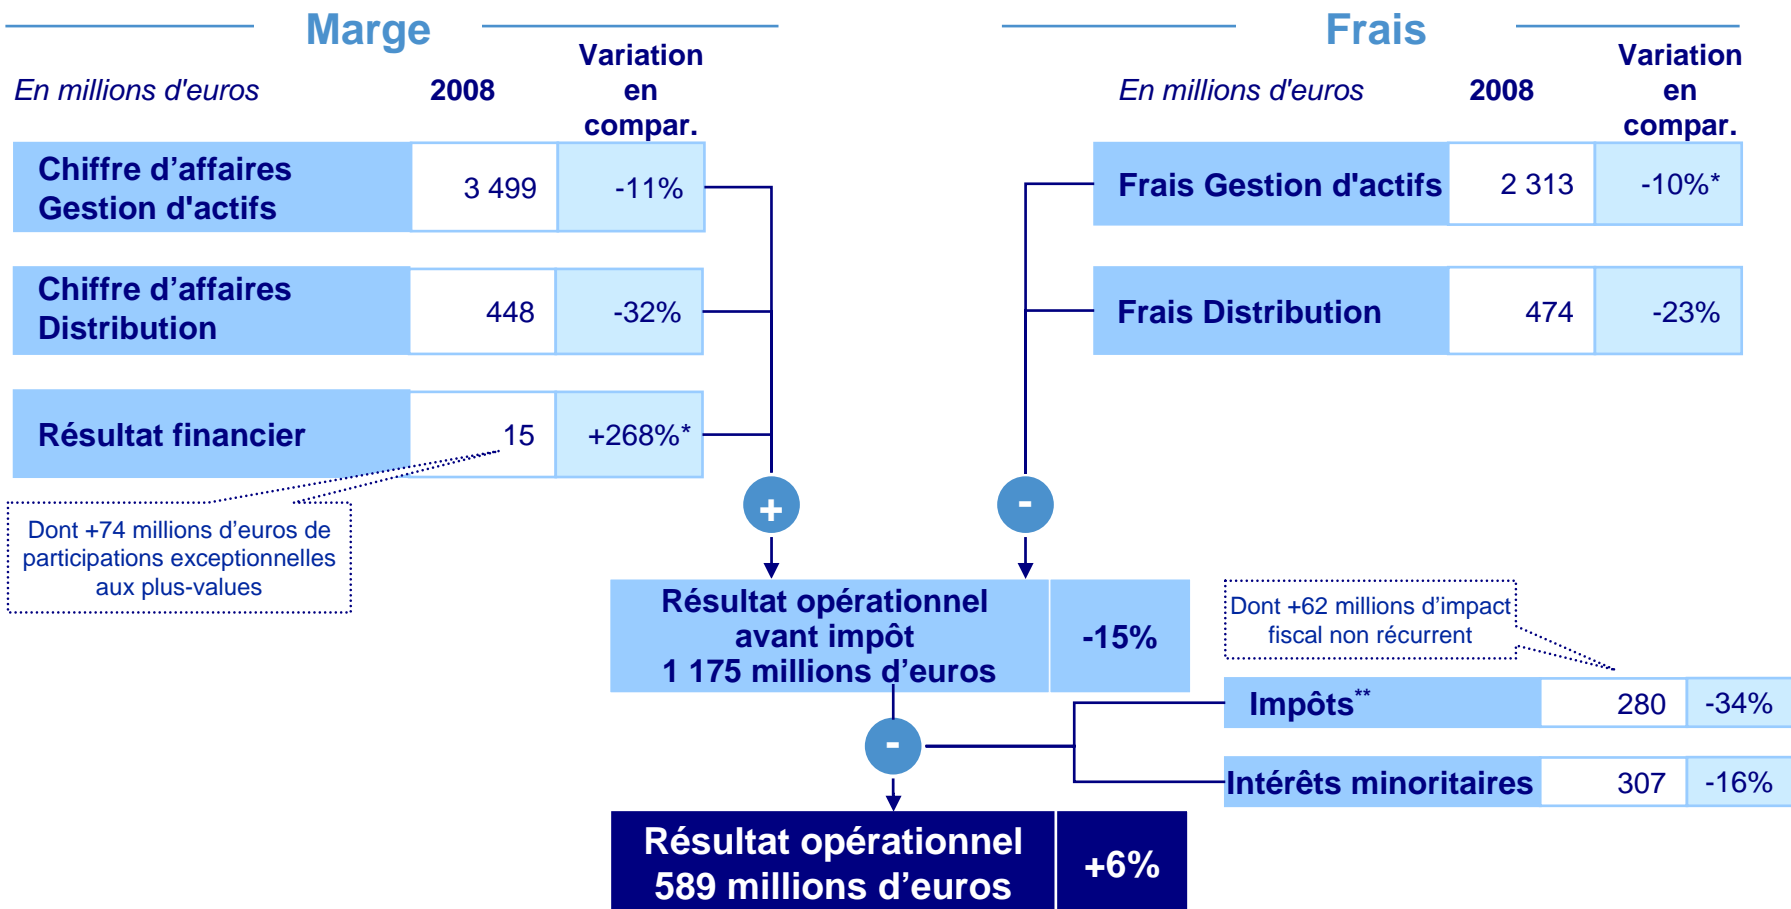 Marge
En millions d'euros
2008
Variation
en
compar.
Chiffre d’affaires
Gestion d'actifs
3 499
-11%
Chiffre d’affaires
Distribution
448
-32%
Résultat financier
15
+268%*
Dont +74 millions d’euros de
participations exceptionnelles
aux plus-values
+
Frais
En millions d'euros
2008
Variation
en
compar.
Frais Gestion d'actifs
2 313
-10%*
Frais Distribution
474
-23%
-
Résultat opérationnel
avant impôt
1 175 millions d’euros
-15%
Dont +62 millions d’impact
fiscal non récurrent
Impôts**
280
-34%
-
Intérêts minoritaires
307
-16%
Résultat opérationnel
589 millions d’euros
+6%